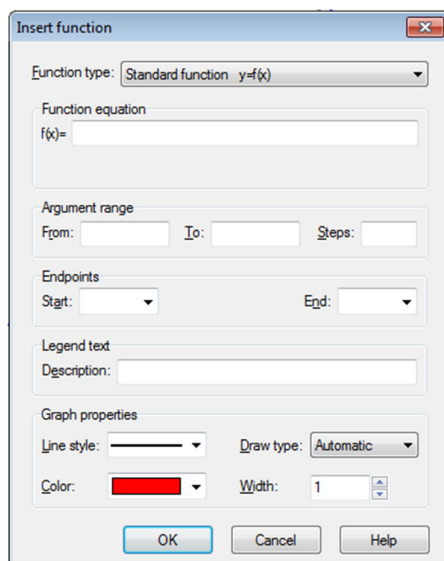 Insert function
Function type: Standard function y=f(x)
Function equation
f(x)=
Argument range
From: To: Steps:
Endpoints
Start: End:
Legend text
Description:
Graph properties
Line style: Draw type: Automatic
Color: Width: 1
OK Cancel Help